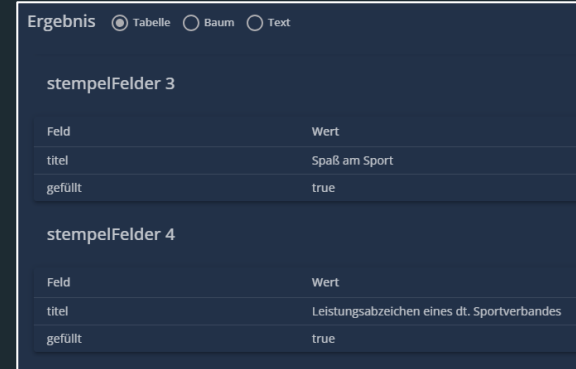 Ergebnis Tabelle Baum Text
stempelFelder 3
Feld Wert
titel Spaß am Sport
gefüllt true
stempelFelder 4
Feld Wert
titel Leistungsabzeichen eines dt. Sportverbandes
gefüllt true